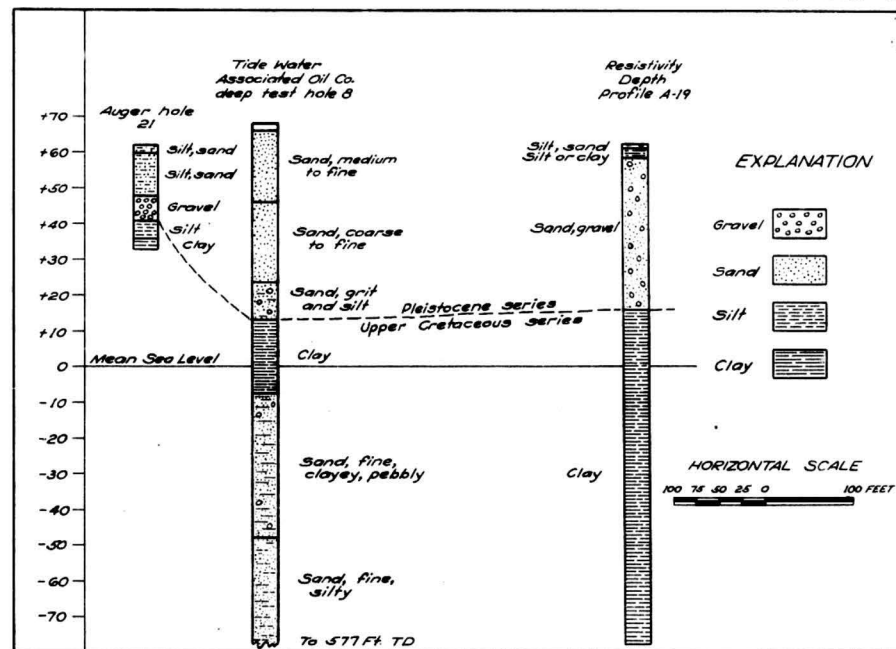 Tide Water
Associated Oil Co.
deep test hole 8
Resistivity
Depth
Profile A-19
Auger hole
21
+70
+60
+50
+40
+30
+20
+10
Mean Sea Level
0
-10
-20
-30
-40
-50
-60
-70
Silt, sand
Silt, sand
Gravel
Silt
Clay
Sand, medium
to fine
Sand, coarse
to fine
Sand, grit
and silt
Clay
Sand, fine,
clayey, pebbly
Sand, fine,
silty
To 577 Ft. TD
Pleistocene series
Upper Cretaceous series
Silt, sand
Silt or clay
Sand, gravel
Clay
EXPLANATION
Gravel
Sand
Silt
Clay
HORIZONTAL SCALE
100 75 50 25 0 100 FEET